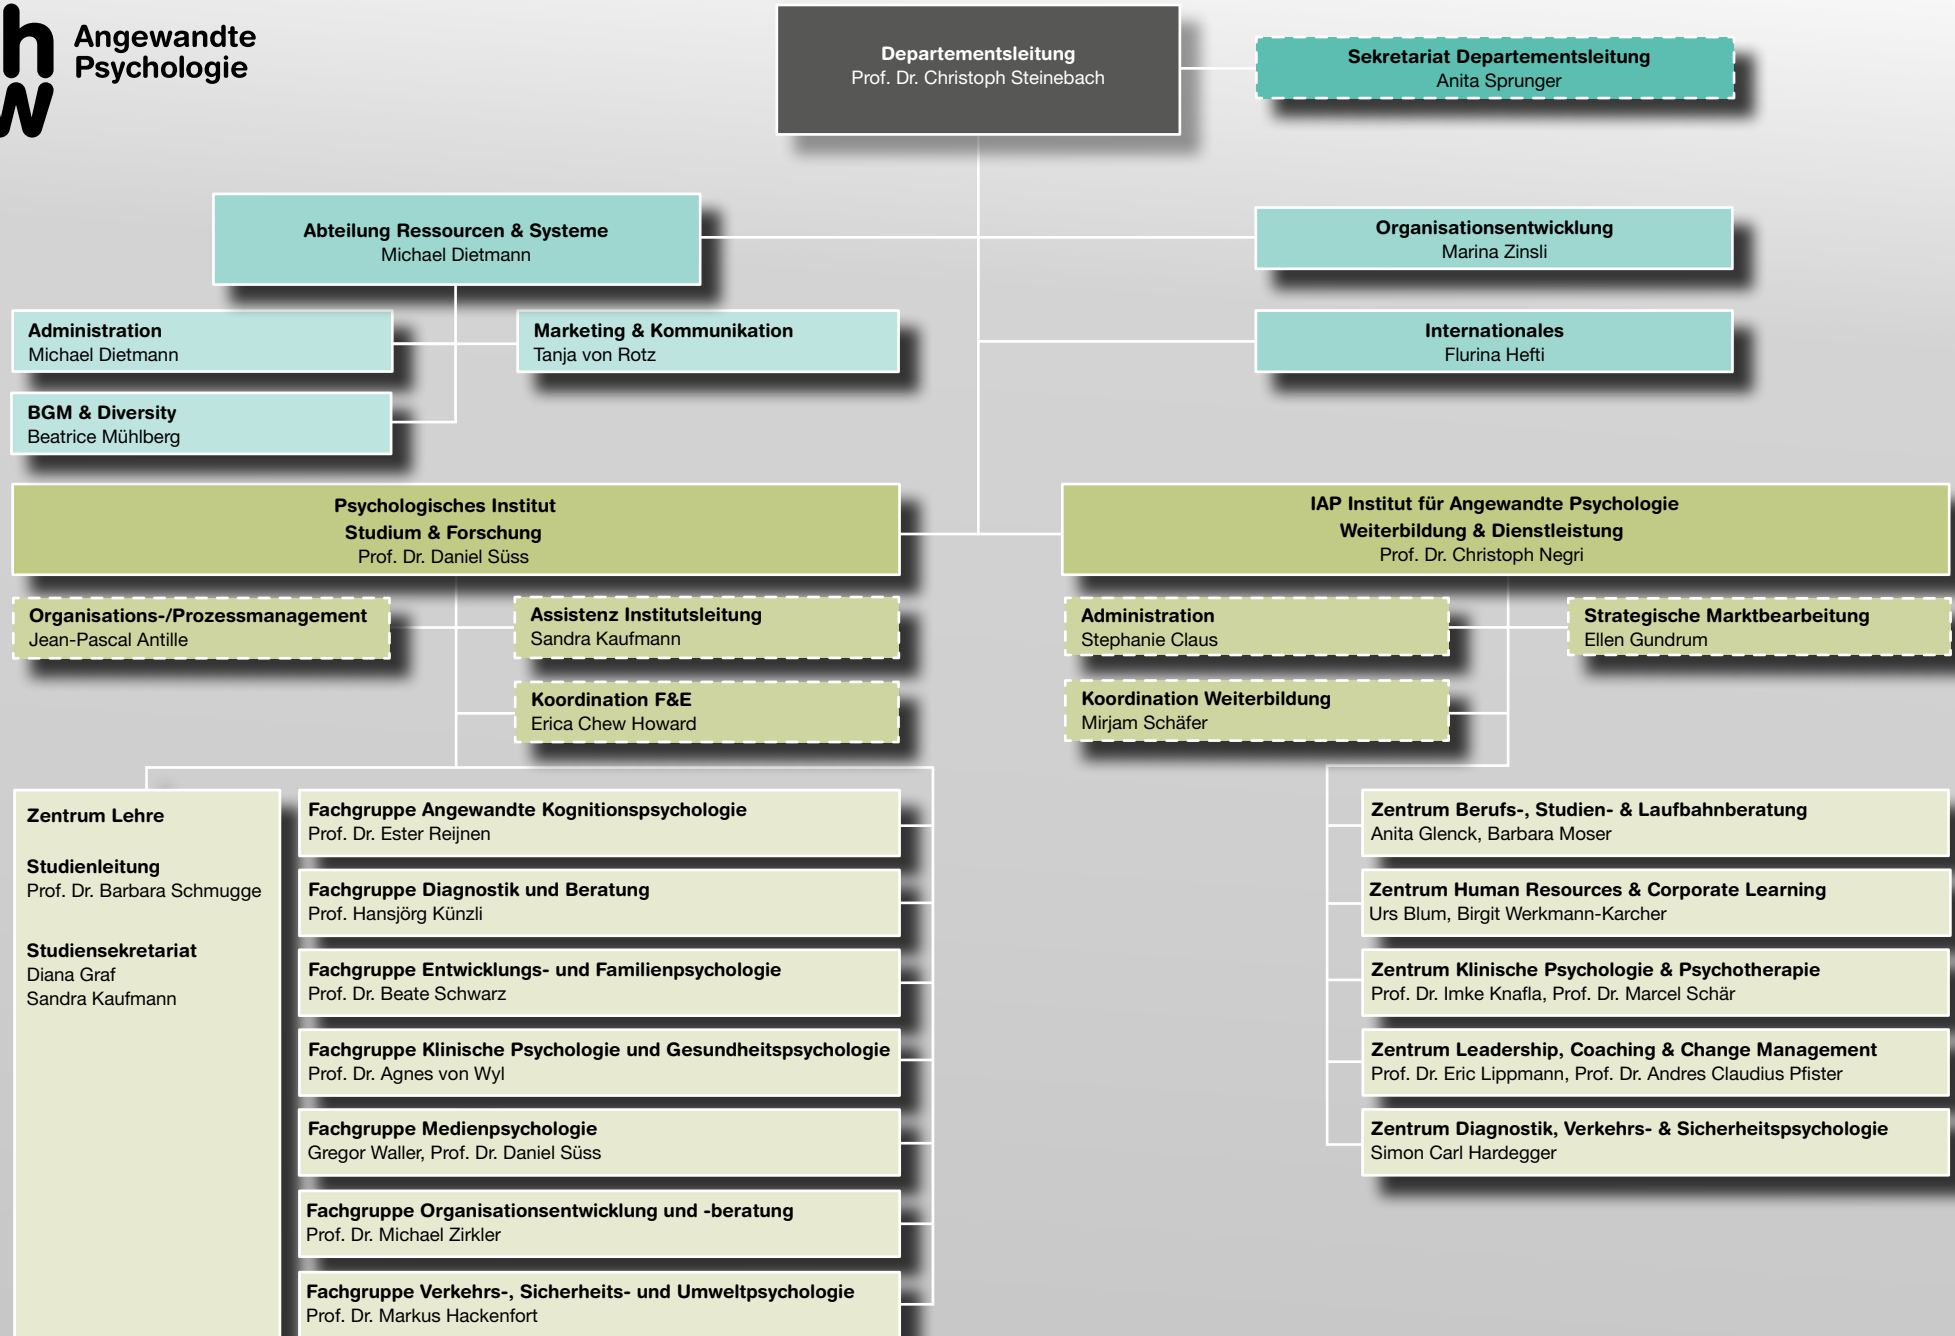 h
w
Angewandte
Psychologie
Departementsleitung
Prof. Dr. Christoph Steinebach
Sekretariat Departementsleitung
Anita Sprunger
Abteilung Ressourcen & Systeme
Michael Dietmann
Organisationsentwicklung
Marina Zinsli
Administration
Michael Dietmann
Marketing & Kommunikation
Tanja von Rotz
Internationales
Flurina Hefti
BGM & Diversity
Beatrice Mühlberg
Psychologisches Institut
Studium & Forschung
Prof. Dr. Daniel Süss
IAP Institut für Angewandte Psychologie
Weiterbildung & Dienstleistung
Prof. Dr. Christoph Negri
Organisations-/Prozessmanagement
Jean-Pascal Antille
Assistenz Institutsleitung
Sandra Kaufmann
Koordination F&E
Erica Chew Howard
Administration
Stephanie Claus
Strategische Marktbearbeitung
Ellen Gundrum
Koordination Weiterbildung
Mirjam Schäfer
Zentrum Lehre
Studienleitung
Prof. Dr. Barbara Schmugge
Studiensekretariat
Diana Graf
Sandra Kaufmann
Fachgruppe Angewandte Kognitionspsychologie
Prof. Dr. Ester Reijnen
Fachgruppe Diagnostik und Beratung
Prof. Hansjörg Künzli
Fachgruppe Entwicklungs- und Familienpsychologie
Prof. Dr. Beate Schwarz
Fachgruppe Klinische Psychologie und Gesundheitspsychologie
Prof. Dr. Agnes von Wyl
Fachgruppe Medienpsychologie
Gregor Waller, Prof. Dr. Daniel Süss
Fachgruppe Organisationsentwicklung und -beratung
Prof. Dr. Michael Zirkler
Fachgruppe Verkehrs-, Sicherheits- und Umweltpsychologie
Prof. Dr. Markus Hackenfort
Zentrum Berufs-, Studien- & Laufbahnberatung
Anita Glenck, Barbara Moser
Zentrum Human Resources & Corporate Learning
Urs Blum, Birgit Werkmann-Karcher
Zentrum Klinische Psychologie & Psychotherapie
Prof. Dr. Imke Knafla, Prof. Dr. Marcel Schär
Zentrum Leadership, Coaching & Change Management
Prof. Dr. Eric Lippmann, Prof. Dr. Andres Claudius Pfister
Zentrum Diagnostik, Verkehrs- & Sicherheitspsychologie
Simon Carl Hardegger